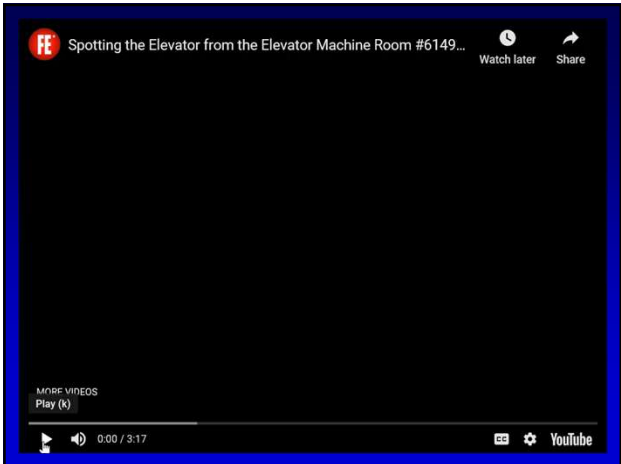 FE
Spotting the Elevator from the Elevator Machine Room #6149...
Watch later
Share
MORE VIDEOS
Play (k)
0:00 / 3:17
CC
YouTube